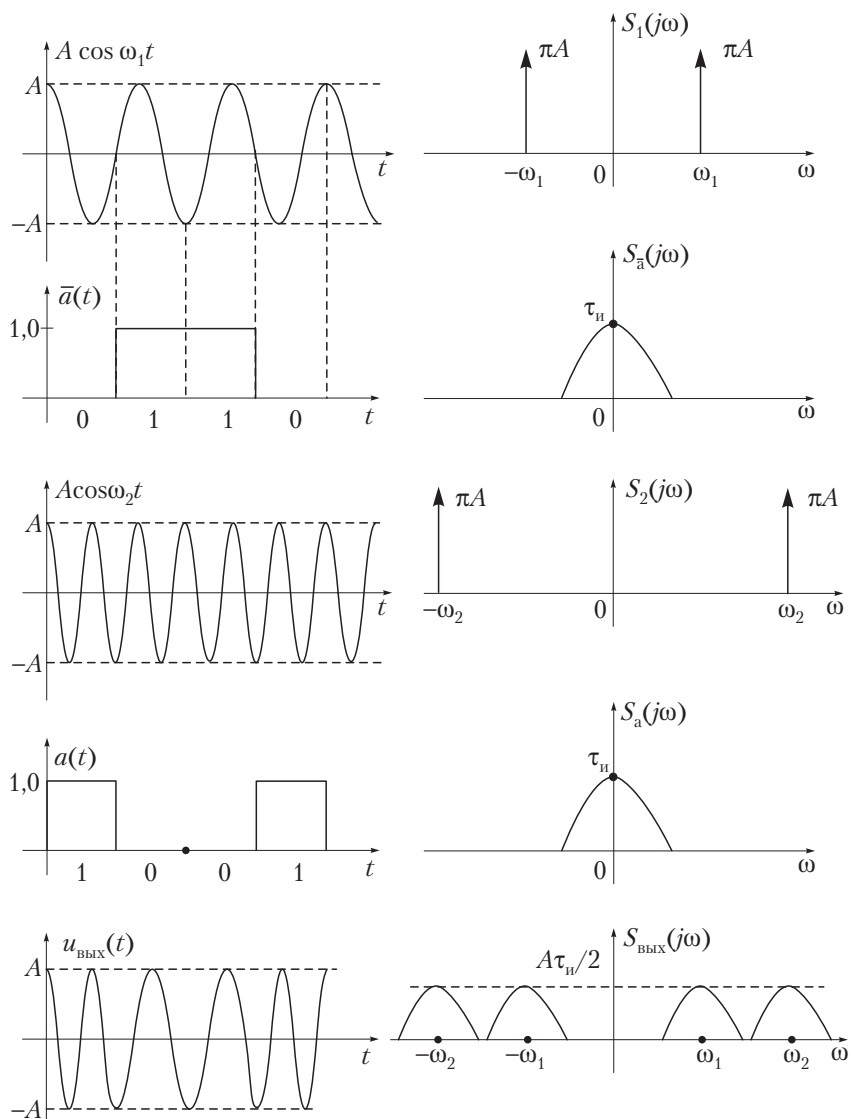 A cos ω₁t
A
−A
t
S₁(jω)
πA
πA
−ω₁
0
ω₁
ω
a̅(t)
1,0
0 1 1 0
t
S_a̅(jω)
τ_и
0
ω
Acosω₂t
A
−A
t
S₂(jω)
πA
πA
−ω₂
0
ω₂
ω
a(t)
1,0
1 0 0 1
t
S_a(jω)
τ_и
0
ω
u_вых(t)
A
−A
t
S_вых(jω)
Aτ_и/2
−ω₂
−ω₁
0
ω₁
ω₂
ω